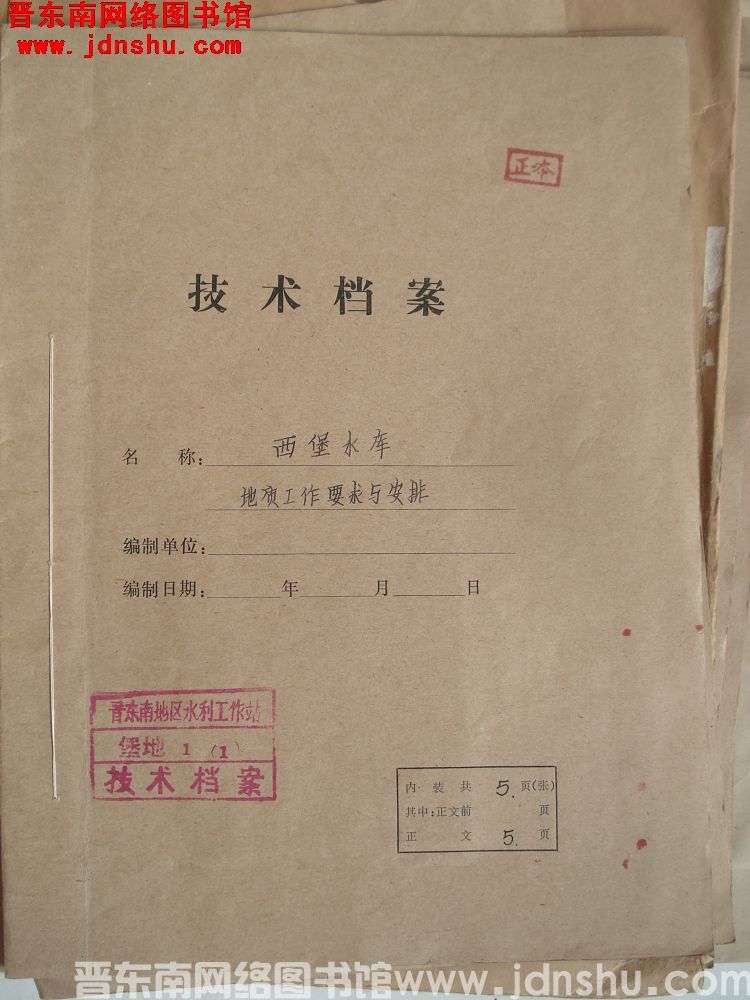 晋东南网络图书馆
www.jdnshu.com
正本
技术档案
名 称： 西堡水库
地质工作要求与安排
编制单位：
编制日期： 年 月 日
晋东南地区水利工作站
堡地 1 (1)
技术档案
内装共 5. 页(张)
其中：正文前 页
正文 5. 页
晋东南网络图书馆www.jdnshu.com